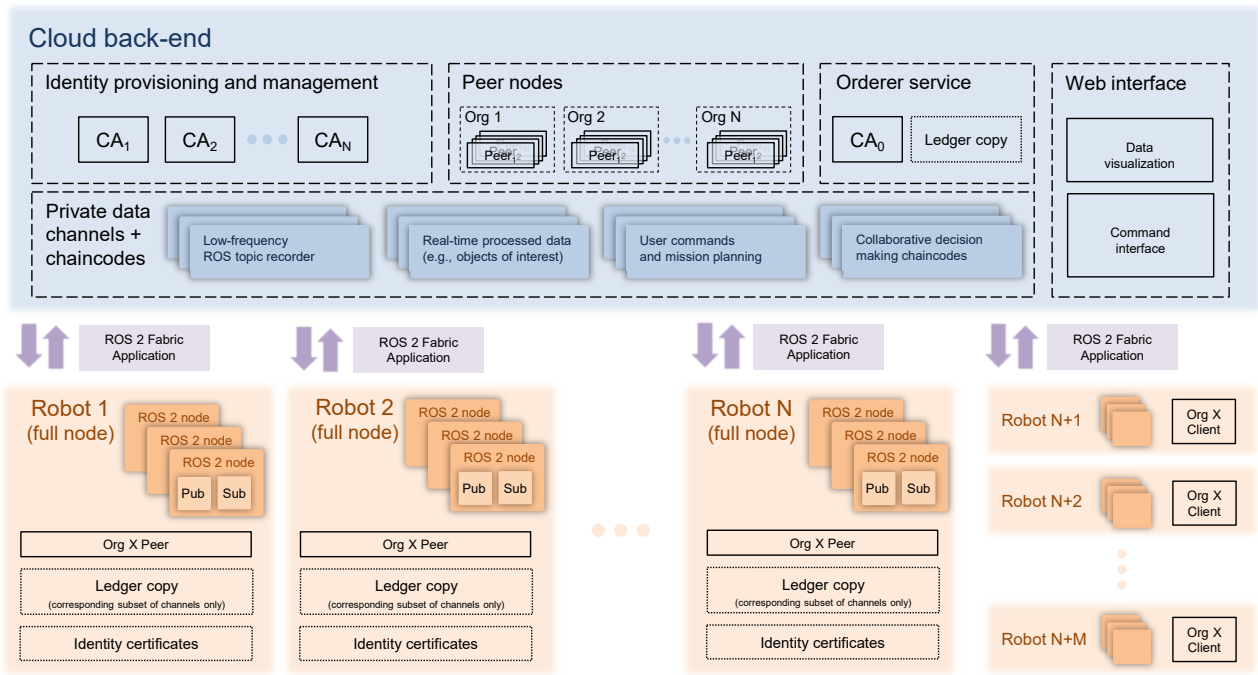 Cloud back-end
Identity provisioning and management
CA1
CA2
CAN
Peer nodes
Org 1
Peer1
Org 2
Peer1
Org N
Peer1
Orderer service
CA0
Ledger copy
Web interface
Data
visualization
Command
interface
Private data
channels +
chaincodes
Low-frequency
ROS topic recorder
Real-time processed data
(e.g., objects of interest)
User commands
and mission planning
Collaborative decision
making chaincodes
ROS 2 Fabric
Application
ROS 2 Fabric
Application
ROS 2 Fabric
Application
ROS 2 Fabric
Application
Robot 1
(full node)
ROS 2 node
ROS 2 node
ROS 2 node
Pub
Sub
Org X Peer
Ledger copy
(corresponding subset of channels only)
Identity certificates
Robot 2
(full node)
ROS 2 node
ROS 2 node
ROS 2 node
Pub
Sub
Org X Peer
Ledger copy
(corresponding subset of channels only)
Identity certificates
Robot N
(full node)
ROS 2 node
ROS 2 node
ROS 2 node
Pub
Sub
Org X Peer
Ledger copy
(corresponding subset of channels only)
Identity certificates
Robot N+1
Org X
Client
Robot N+2
Org X
Client
Robot N+M
Org X
Client